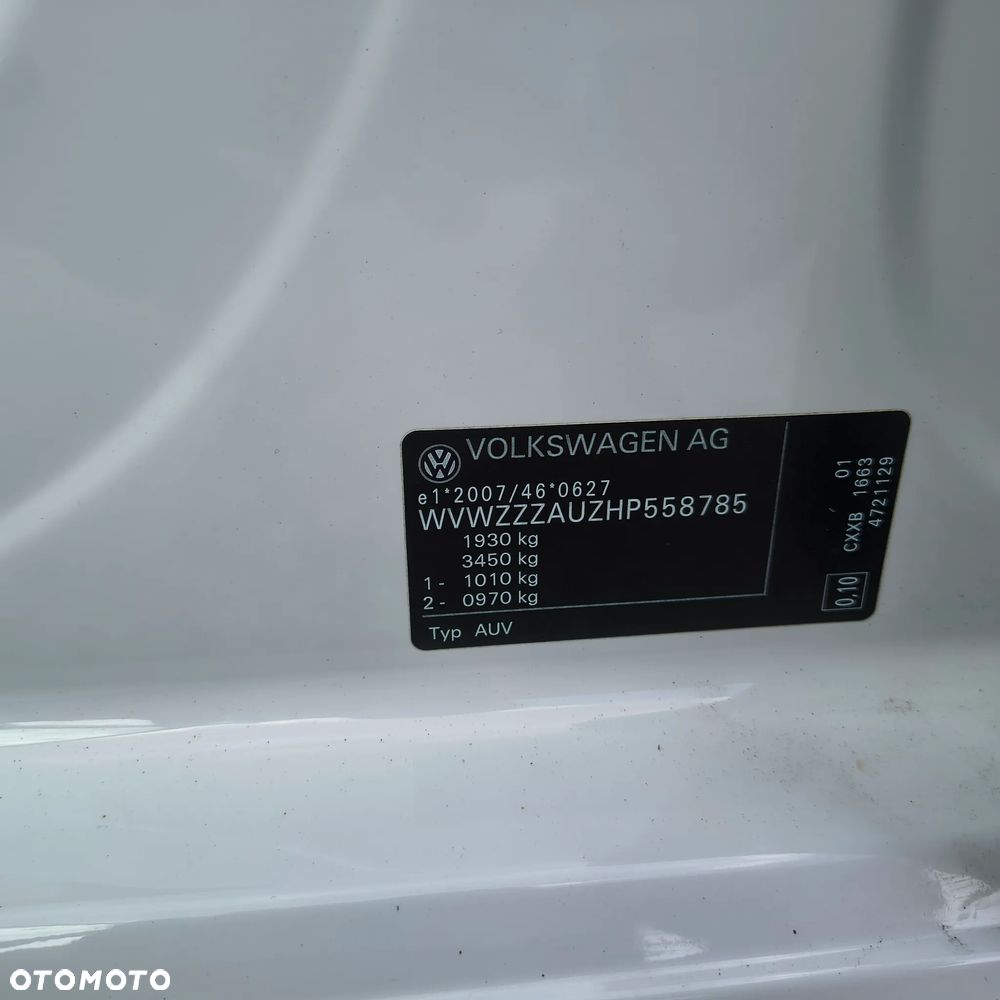 VOLKSWAGEN AG
e1*2007/46*0627
WVWZZZAUZHP558785
1930 kg
3450 kg
1 - 1010 kg
2 - 0970 kg
Typ AUV
01
CXXB 1663
4721129
0,10
OTOMOTO